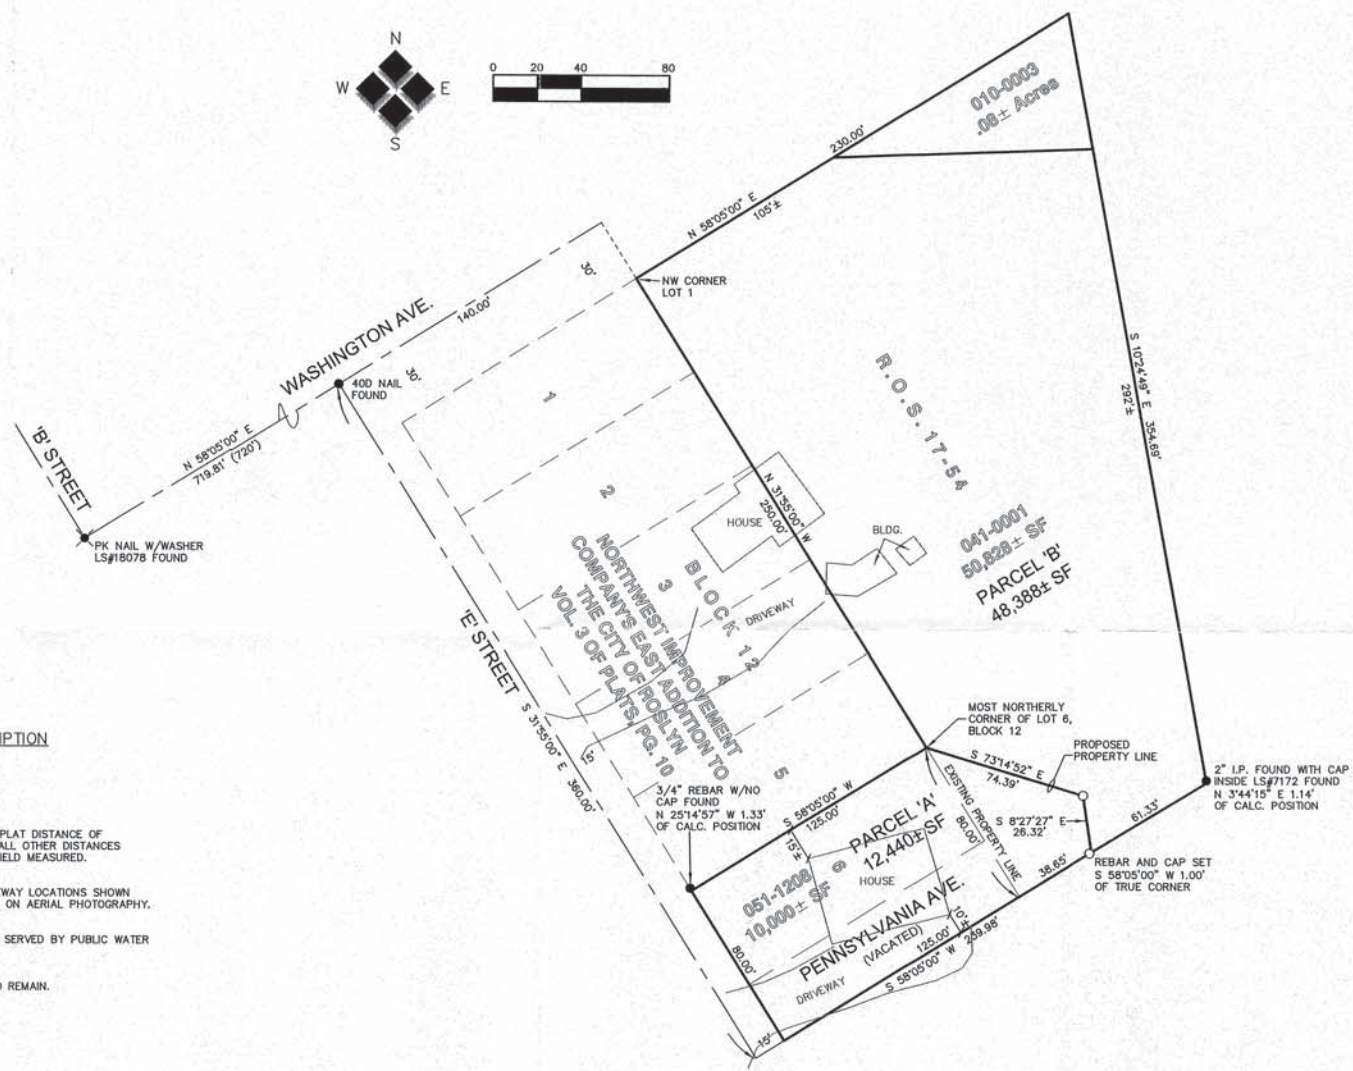 N
W E
S
0 20 40 80
010-0003
.08± Acres
230.00'
N 58°05'00" E
105'±
NW CORNER
LOT 1
30'
WASHINGTON AVE.
140.00'
30'
40D NAIL
FOUND
N 58°05'00" E
719.81' (720')
'B' STREET
PK NAIL W/WASHER
LS#18078 FOUND
S 10°24'49" E 354.69'
292'±
R.O.S. 17-54
1
2
3
4
5
6
N 31°55'00" W
250.00'
HOUSE
BLDG.
041-0001
50,828± SF
PARCEL 'B'
48,388± SF
BLOCK 12
DRIVEWAY
NORTHWEST IMPROVEMENT
COMPANY'S EAST ADDITION TO
THE CITY OF ROSLYN
VOL. 3 OF PLATS, PG. 10
'E' STREET
S 31°55'00" E 360.00'
15'
MOST NORTHERLY
CORNER OF LOT 6,
BLOCK 12
PROPOSED
PROPERTY LINE
S 73°14'52" E
74.39'
2" I.P. FOUND WITH CAP
INSIDE LS#7172 FOUND
N 3°44'15" E 1.14'
OF CALC. POSITION
3/4" REBAR W/NO
CAP FOUND
N 25°14'57" W 1.33'
OF CALC. POSITION
S 58°05'00" W
125.00'
EXISTING PROPERTY LINE
80.00'
S 8°27'27" E
26.32'
61.33'
38.65'
REBAR AND CAP SET
S 58°05'00" W 1.00'
OF TRUE CORNER
PARCEL 'A'
12,440± SF
15'±
HOUSE
051-1208
10,000± SF
80.00'
PENNSYLVANIA AVE.
(VACATED)
10'±
125.00'
S 58°05'00" W 239.98'
DRIVEWAY
15'
IPTION
PLAT DISTANCE OF
ALL OTHER DISTANCES
IELD MEASURED.
WAY LOCATIONS SHOWN
ON AERIAL PHOTOGRAPHY.
SERVED BY PUBLIC WATER
REMAIN.